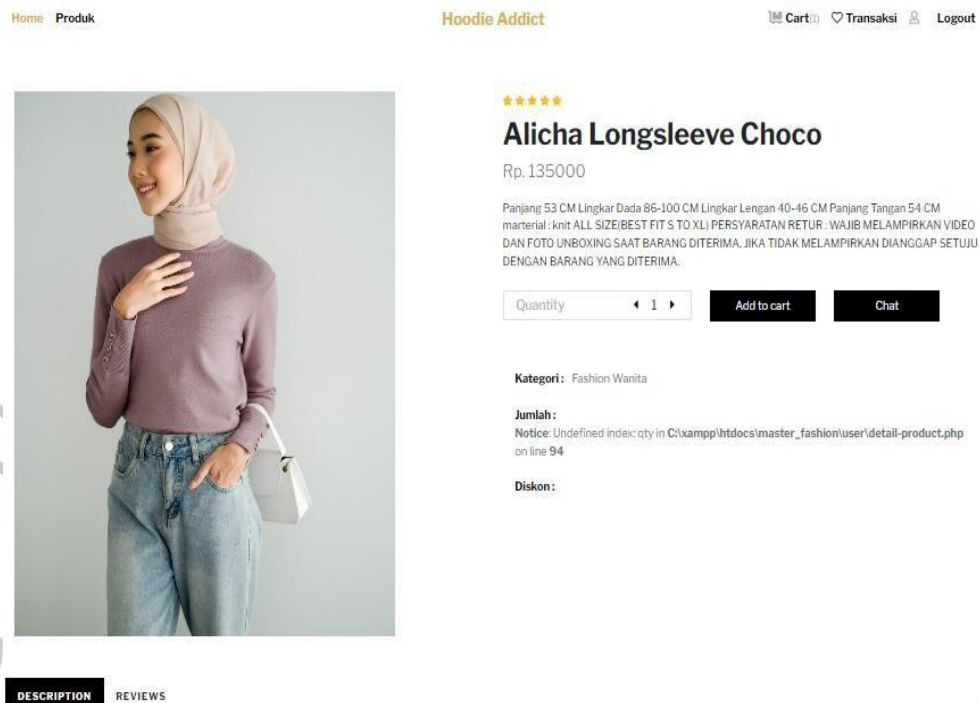 Home Produk Hoodie Addict Cart(1) Transaksi Logout
Alicha Longsleeve Choco
Rp. 135000
Panjang 53 CM Lingkar Dada 86-100 CM Lingkar Lengan 40-46 CM Panjang Tangan 54 CM
marterial : knit ALL SIZE(BEST FIT S TO XL) PERSYARATAN RETUR : WAJIB MELAMPIRKAN VIDEO
DAN FOTO UNBOXING SAAT BARANG DITERIMA, JIKA TIDAK MELAMPIRKAN DIANGGAP SETUJU
DENGAN BARANG YANG DITERIMA.
Quantity 1 Add to cart Chat
Kategori : Fashion Wanita
Jumlah :
Notice: Undefined index: qty in C:\xampp\htdocs\master_fashion\user\detail-product.php
on line 94
Diskon :
DESCRIPTION REVIEWS